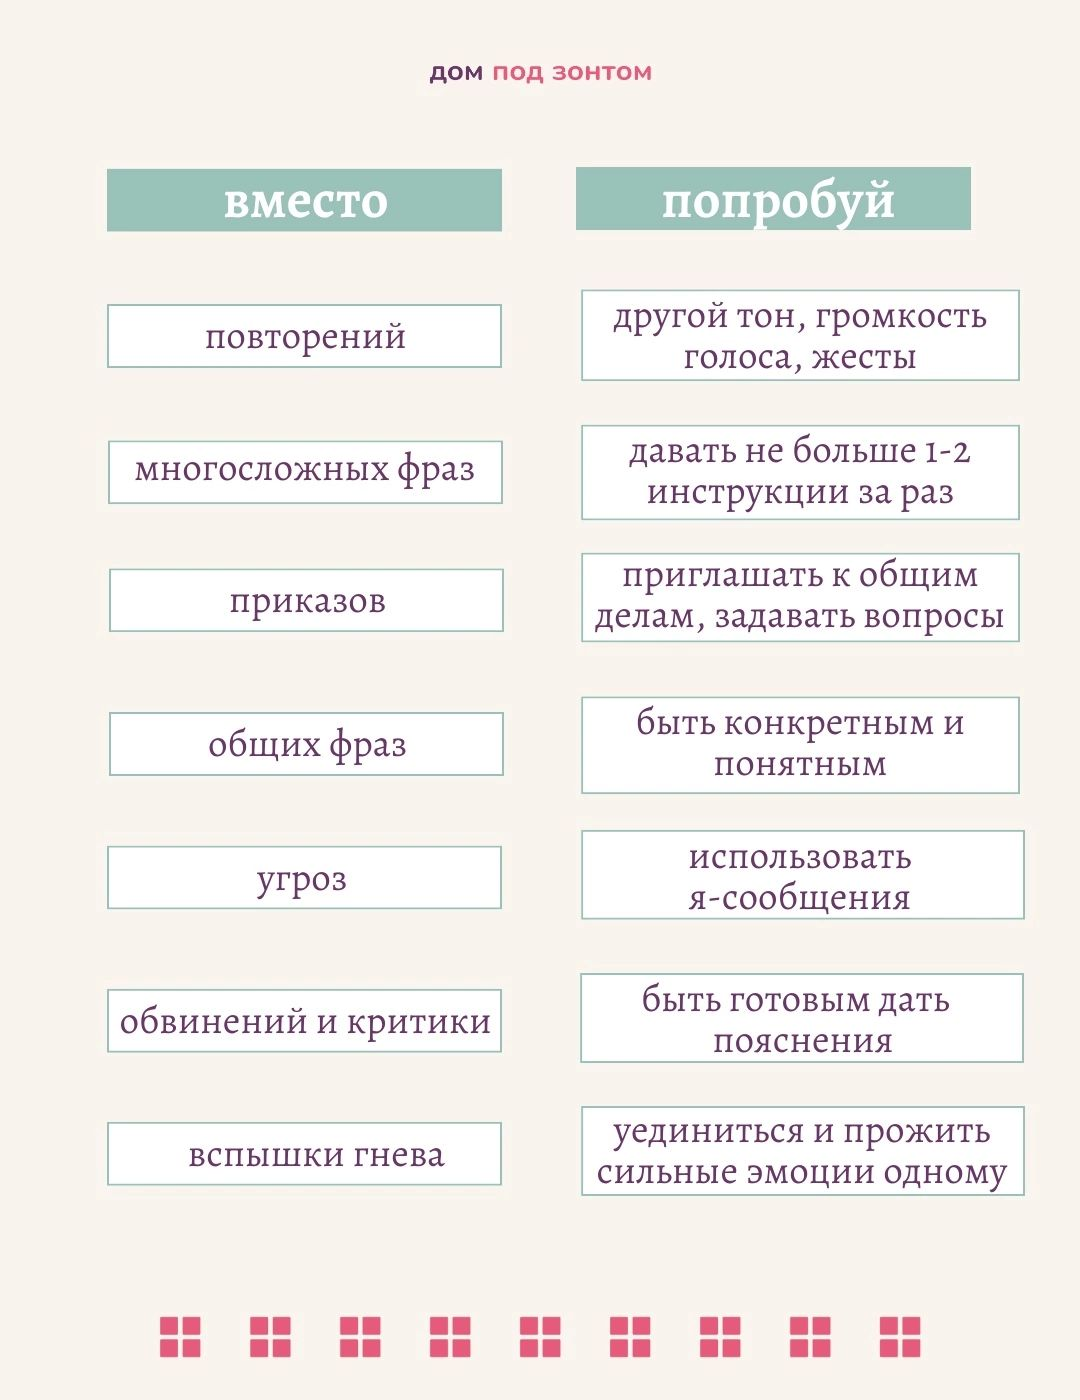 дом под зонтом
вместо
попробуй
повторений
другой тон, громкость
голоса, жесты
многосложных фраз
давать не больше 1-2
инструкции за раз
приказов
приглашать к общим
делам, задавать вопросы
общих фраз
быть конкретным и
понятным
угроз
использовать
я-сообщения
обвинений и критики
быть готовым дать
пояснения
вспышки гнева
уединиться и прожить
сильные эмоции одному